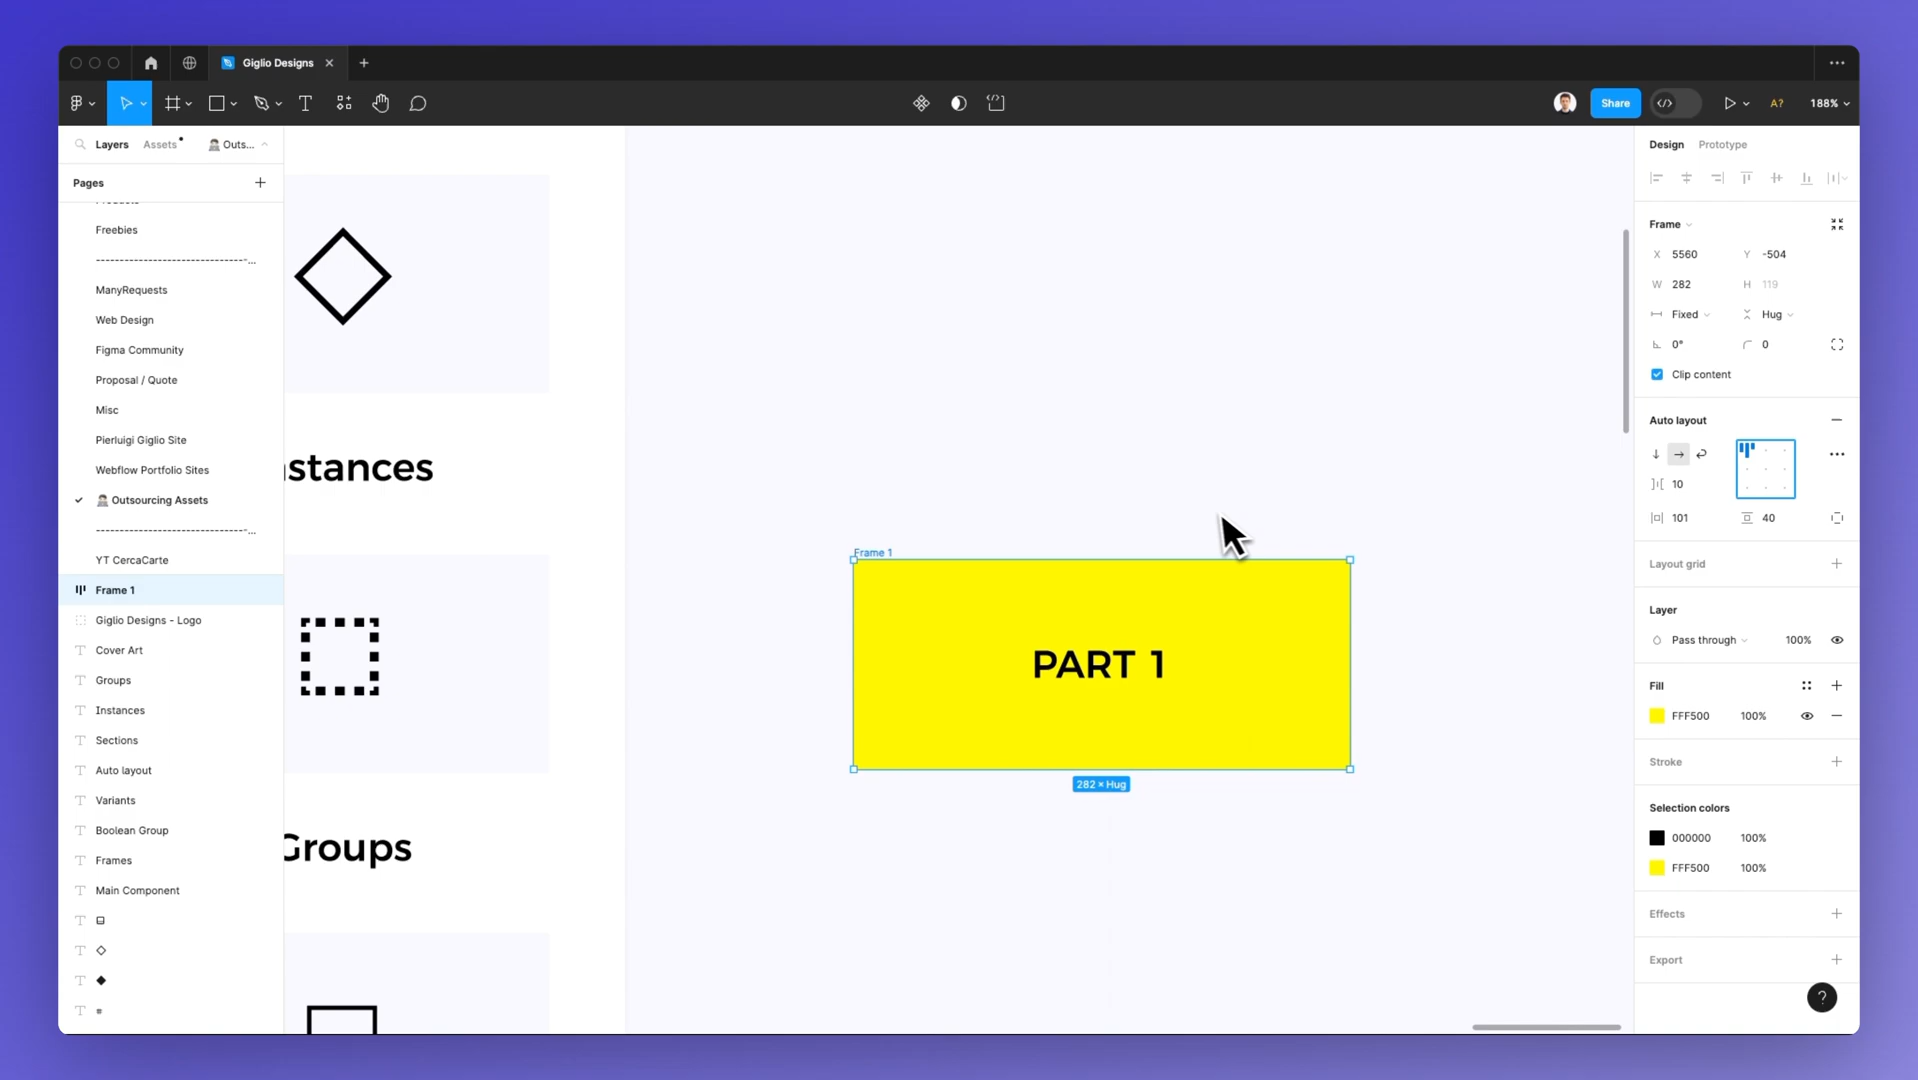 Giglio Designs
Share
188%
Layers
Assets
Outs...
Pages
Freebies
--------------------------------...
ManyRequests
Web Design
Figma Community
Proposal / Quote
Misc
Pierluigi Giglio Site
Webflow Portfolio Sites
Outsourcing Assets
--------------------------------...
YT CercaCarte
Frame 1
Giglio Designs - Logo
Cover Art
Groups
Instances
Sections
Auto layout
Variants
Boolean Group
Frames
Main Component
nstances
Groups
Frame 1
PART 1
282 × Hug
Design
Prototype
Frame
X 5560 Y -504
W 282 H 119
Fixed Hug
0° 0
Clip content
Auto layout
10
101 40
Layout grid
Layer
Pass through 100%
Fill
FFF500 100%
Stroke
Selection colors
000000 100%
FFF500 100%
Effects
Export
?